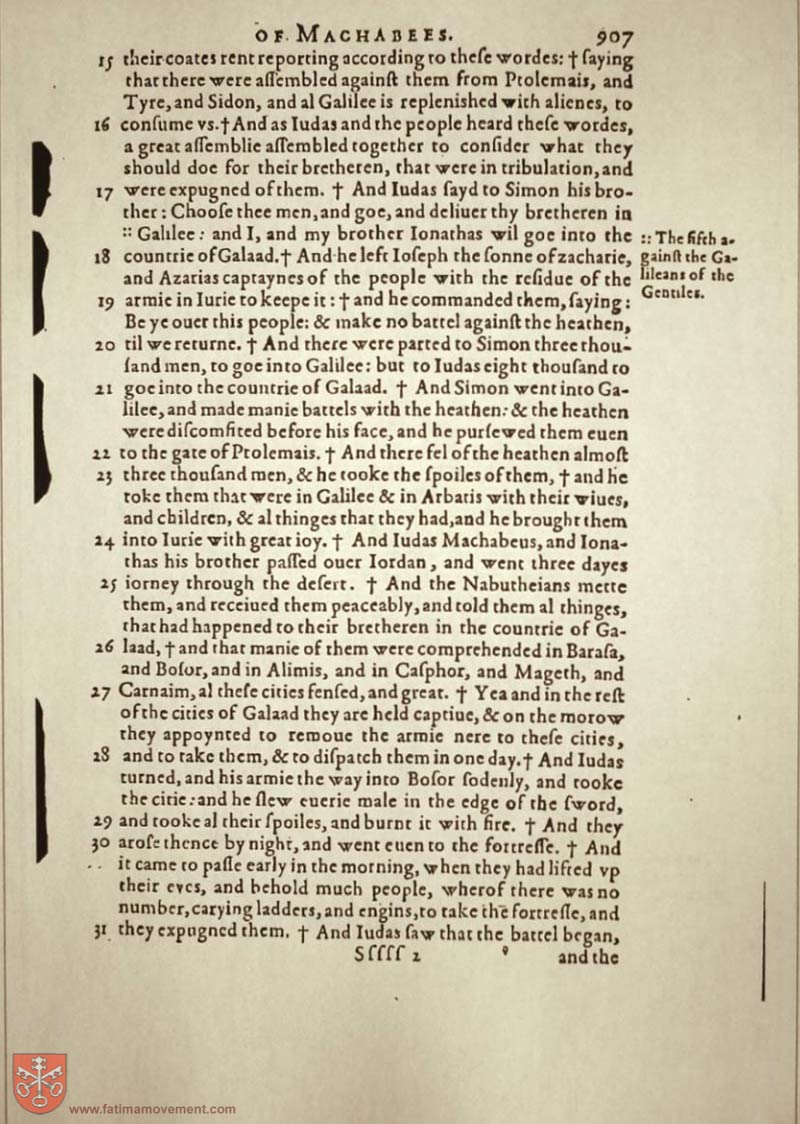 OF MACHABEES. 907
15 their coates rent reporting according to theſe wordes: † ſaying
that there were aſſembled againſt them from Ptolemais, and
Tyre, and Sidon, and al Galilee is repleniſhed with alienes, to
16 conſume vs. † And as Iudas and the people heard theſe wordes,
a great aſſemblie aſſembled together to conſider what they
should doe for their bretheren, that were in tribulation, and
17 were expugned of them. † And Iudas ſayd to Simon his bro-
ther: Chooſe thee men, and goe, and deliuer thy bretheren in
:: Galilee: and I, and my brother Ionathas wil goe into the
18 countrie of Galaad. † And he left Ioſeph the ſonne of zacharie,
and Azarias captaynes of the people with the reſidue of the
19 armie in Iurie to keepe it: † and he commanded them, ſaying:
Be ye ouer this people: & make no battel againſt the heathen,
20 til we returne. † And there were parted to Simon three thou-
ſand men, to goe into Galilee: but to Iudas eight thouſand to
21 goe into the countrie of Galaad. † And Simon went into Ga-
lilee, and made manie battels with the heathen: & the heathen
were diſcomfited before his face, and he purſewed them euen
22 to the gate of Ptolemais. † And there fel of the heathen almoſt
23 three thouſand men, & he tooke the ſpoiles of them, † and he
toke them that were in Galilee & in Arbatis with their wiues,
and children, & al thinges that they had, and he brought them
24 into Iurie with great ioy. † And Iudas Machabeus, and Iona-
thas his brother paſſed ouer Iordan, and went three dayes
25 iorney through the deſert. † And the Nabutheians mette
them, and receiued them peaceably, and told them al thinges,
that had happened to their bretheren in the countrie of Ga-
26 laad, † and that manie of them were comprehended in Baraſa,
and Boſor, and in Alimis, and in Caſphor, and Mageth, and
27 Carnaim, al theſe cities fenſed, and great. † Yea and in the reſt
of the cities of Galaad they are held captiue, & on the morow
they appoynted to remoue the armie nere to theſe cities,
28 and to take them, & to diſpatch them in one day. † And Iudas
turned, and his armie the way into Boſor ſodenly, and tooke
the citie: and he ſlew euerie male in the edge of the ſword,
29 and tooke al their ſpoiles, and burnt it with fire. † And they
30 aroſe thence by night, and went euen to the fortreſſe. † And
it came to paſſe early in the morning, when they had lifted vp
their eyes, and behold much people, wherof there was no
number, carying ladders, and engins, to take the fortreſſe, and
31 they expugned them. † And Iudas ſaw that the battel began,
Sſſſſ 2 and the
:: The fifth a-
gainſt the Ga-
lileans of the
Gentiles.
www.fatimamovement.com